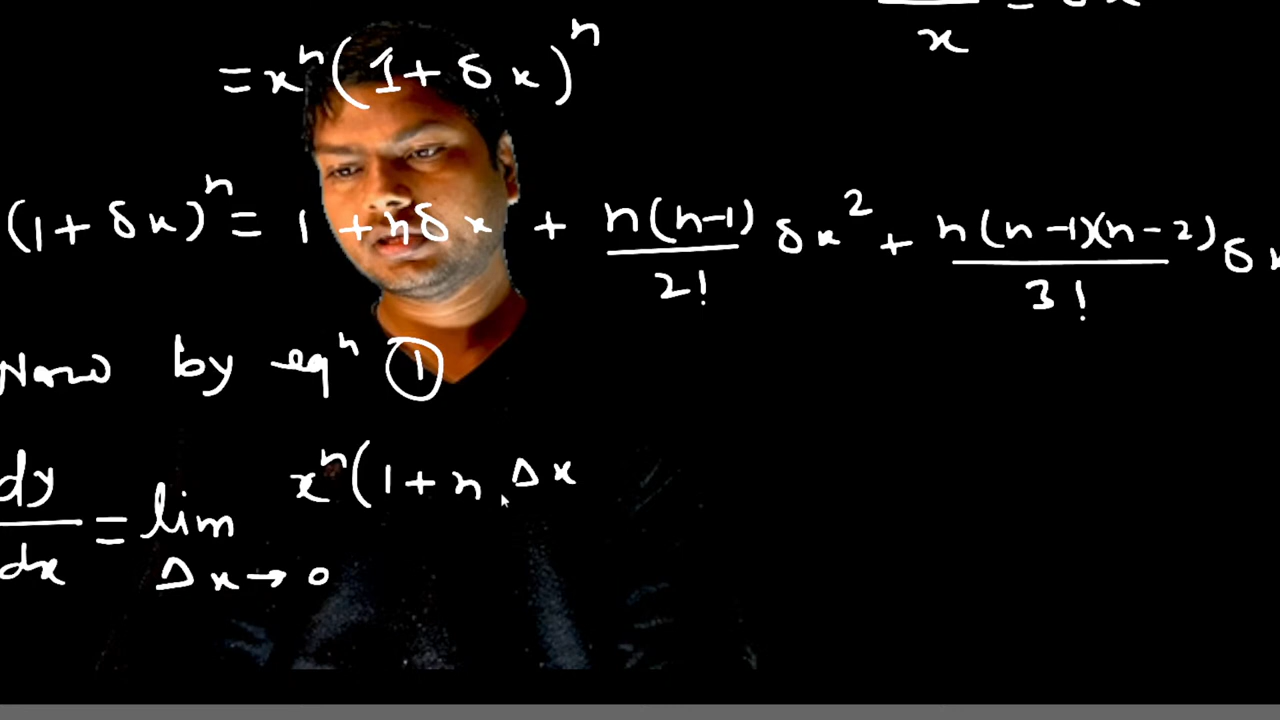 x = δx
= xⁿ(1 + δx)ⁿ
(1 + δx)ⁿ = 1 + nδx + n(n-1)/2! δx² + n(n-1)(n-2)/3! δx
Now by eqⁿ ①
dy/dx = lim Δx→0 xⁿ(1 + n Δx